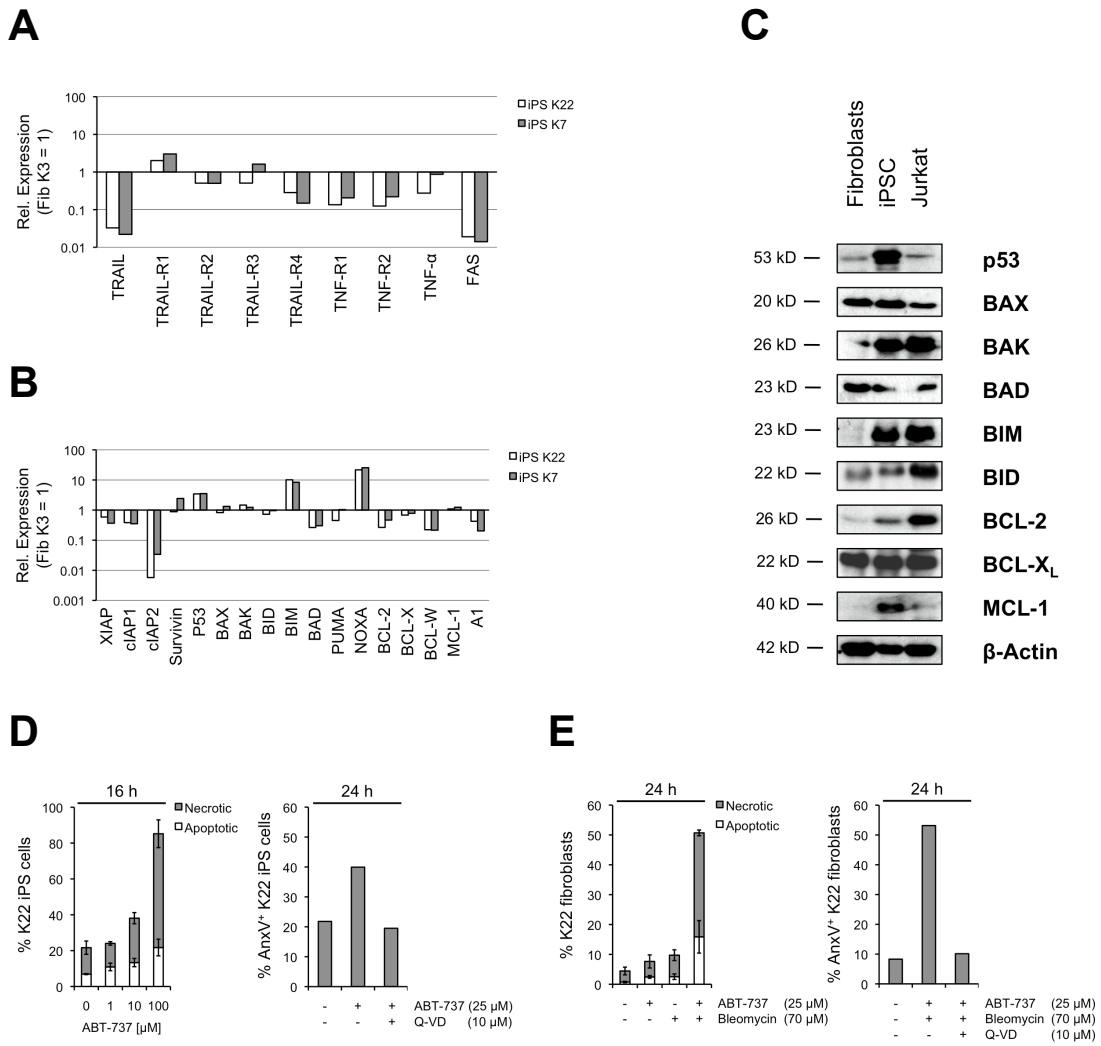 A
Rel. Expression
(Fib K3 = 1)
100
10
1
0.1
0.01
iPS K22
iPS K7
TRAIL
TRAIL-R1
TRAIL-R2
TRAIL-R3
TRAIL-R4
TNF-R1
TNF-R2
TNF-α
FAS
B
Rel. Expression
(Fib K3 = 1)
100
10
1
0.1
0.01
0.001
iPS K22
iPS K7
XIAP
cIAP1
cIAP2
Survivin
P53
BAX
BAK
BID
BIM
BAD
PUMA
NOXA
BCL-2
BCL-X
BCL-W
MCL-1
A1
C
Fibroblasts
iPSC
Jurkat
53 kD — p53
20 kD — BAX
26 kD — BAK
23 kD — BAD
23 kD — BIM
22 kD — BID
26 kD — BCL-2
22 kD — BCL-XL
40 kD — MCL-1
42 kD — β-Actin
D
16 h
% K22 iPS cells
100
80
60
40
20
0
Necrotic
Apoptotic
0 1 10 100
ABT-737 [µM]
24 h
% AnxV+ K22 iPS cells
60
50
40
30
20
10
0
- + + ABT-737 (25 µM)
- - + Q-VD (10 µM)
E
24 h
% K22 fibroblasts
60
50
40
30
20
10
0
Necrotic
Apoptotic
- + - + ABT-737 (25 µM)
- - + + Bleomycin (70 µM)
24 h
% AnxV+ K22 fibroblasts
60
50
40
30
20
10
0
- + + ABT-737 (25 µM)
- + + Bleomycin (70 µM)
- - + Q-VD (10 µM)